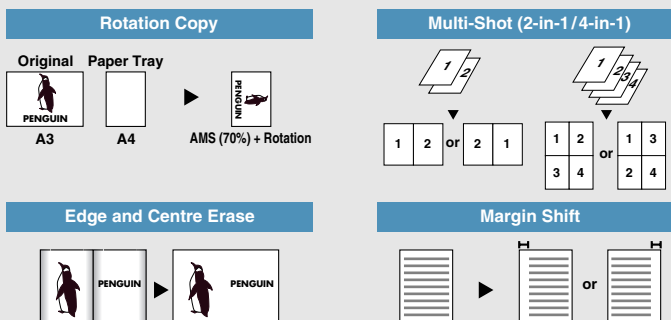 Rotation Copy
Original Paper Tray
PENGUIN
PENGUIN
A3 A4 AMS (70%) + Rotation
Multi-Shot (2-in-1/4-in-1)
1 2
1 2 3 4
1 2 or 2 1
1 2
3 4
or
1 3
2 4
Edge and Centre Erase
PENGUIN PENGUIN
Margin Shift
or